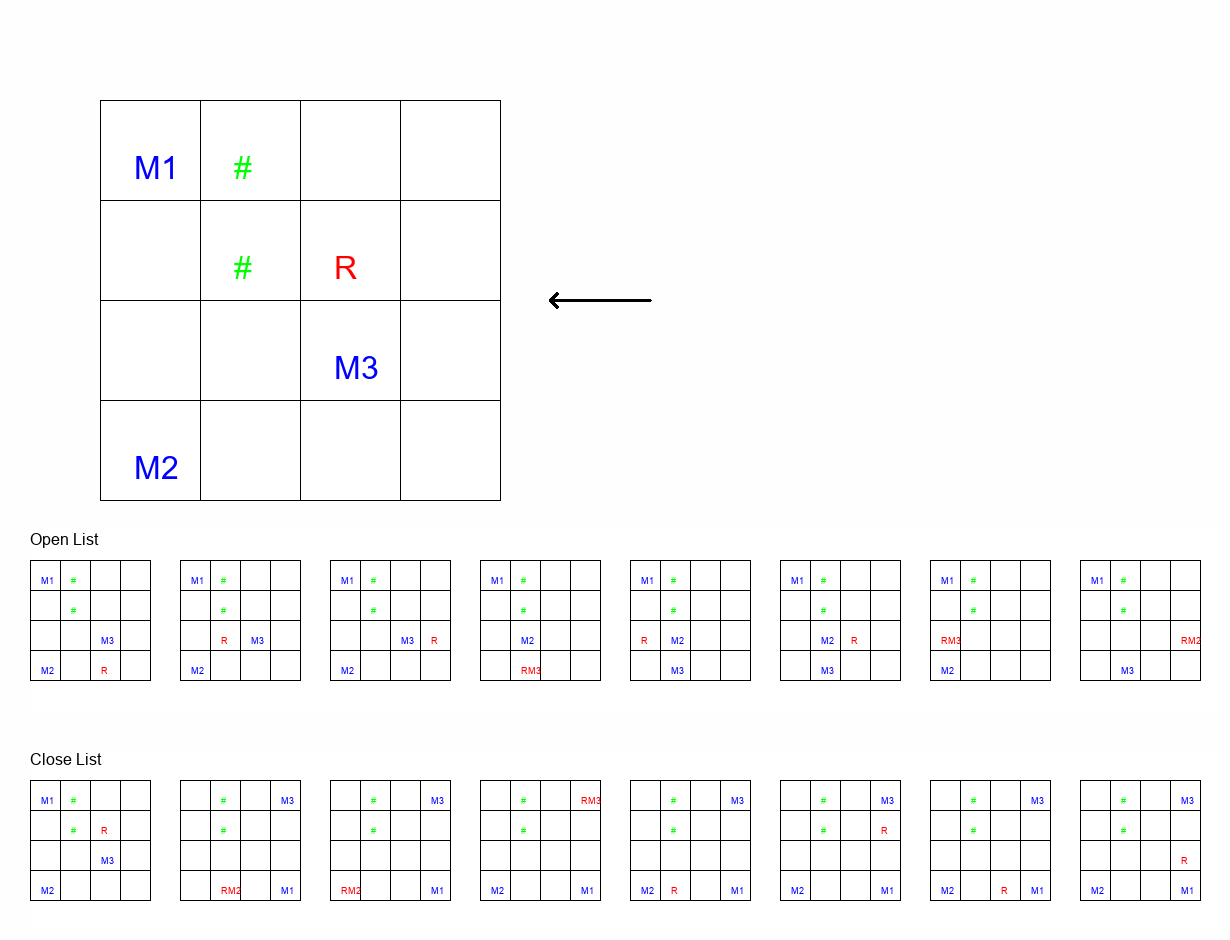 M1 #
# R
M3
M2
Open List
M1 # M1 # M1 # M1 # M1 # M1 # M1 # M1 #
# # # # # # # #
M3 R M3 M3 R M2 R M2 M2 R RM3 RM2
M2 R M2 M2 RM3 M3 M3 M2 M3
Close List
M1 # # M3 # M3 # RM3 # M3 # M3 # M3 # M3
# R # # # # # R # #
M3 R
M2 RM2 M1 RM2 M1 M2 M1 M2 R M1 M2 M1 M2 R M1 M2 M1